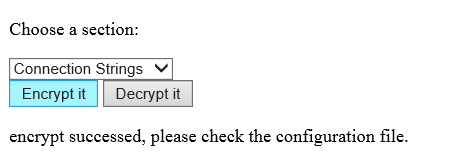 Choose a section:
Connection Strings
Encrypt it Decrypt it
encrypt successed, please check the configuration file.